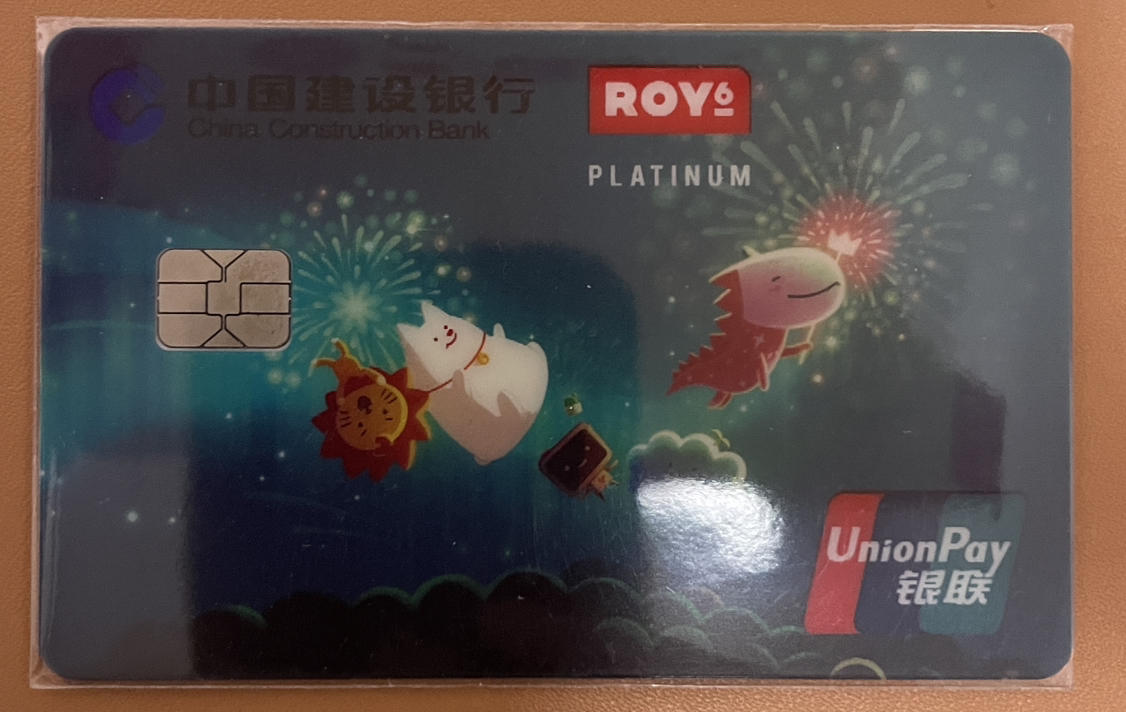 中国建设银行
China Construction Bank
ROY6
PLATINUM
UnionPay
银联